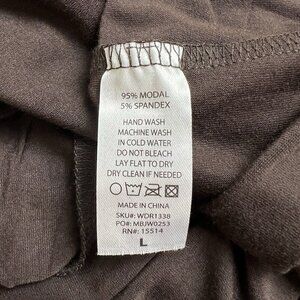 95% MODAL
5% SPANDEX
HAND WASH
MACHINE WASH
IN COLD WATER
DO NOT BLEACH
LAY FLAT TO DRY
DRY CLEAN IF NEEDED
MADE IN CHINA
SKU#: WDR1338
PO#: MBJW0253
RN#: 15514
L